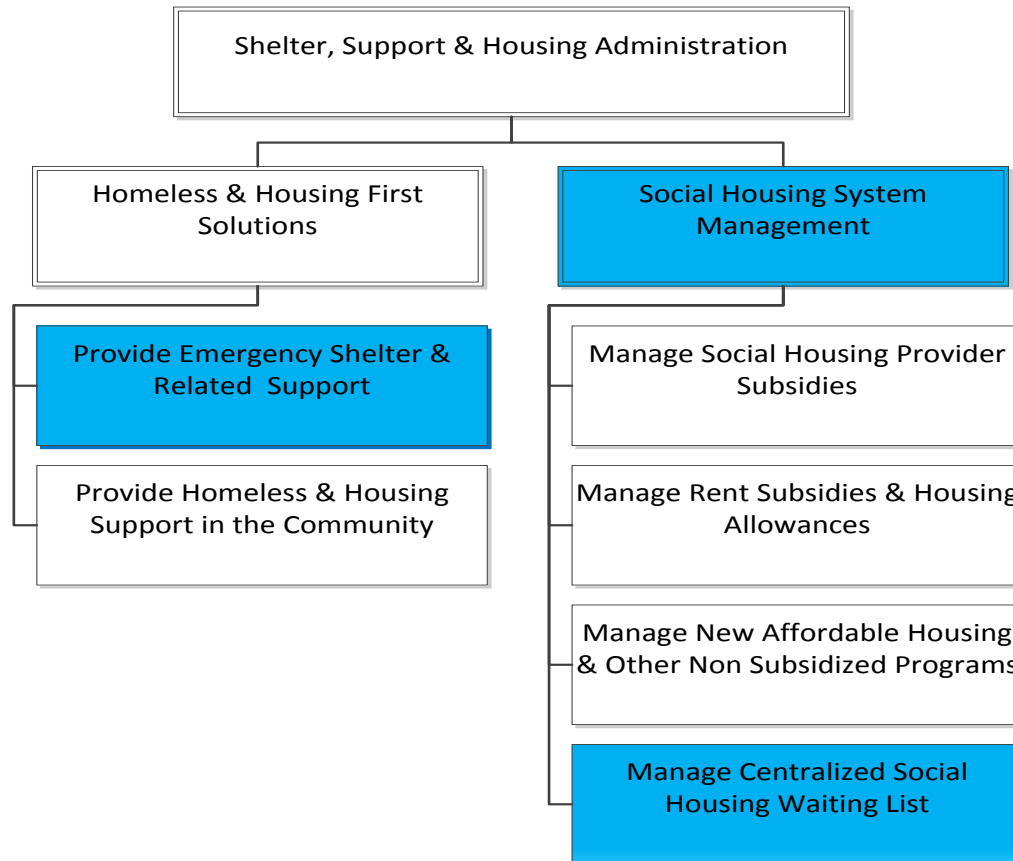 Shelter, Support & Housing Administration
Homeless & Housing First
Solutions
Social Housing System
Management
Provide Emergency Shelter &
Related Support
Provide Homeless & Housing
Support in the Community
Manage Social Housing Provider
Subsidies
Manage Rent Subsidies & Housing
Allowances
Manage New Affordable Housing
& Other Non Subsidized Programs
Manage Centralized Social
Housing Waiting List